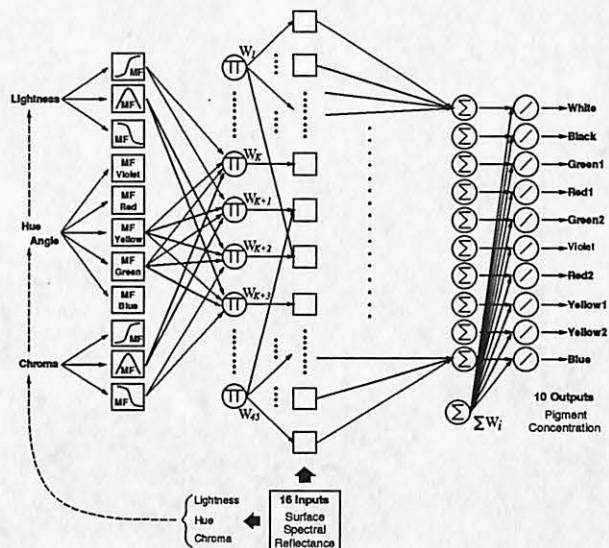 Lightness
Hue
Angle
Chroma
MF
MF
MF
MF
Violet
MF
Red
MF
Yellow
MF
Green
MF
Blue
MF
MF
MF
Π
Π
Π
Π
Π
Π
W1
WK
WK+1
WK+2
WK+3
W45
Σ
Σ
Σ
Σ
Σ
Σ
Σ
Σ
Σ
Σ
Σ
ΣWi
White
Black
Green1
Red1
Green2
Violet
Red2
Yellow1
Yellow2
Blue
10 Outputs
Pigment
Concentration
Lightness
Hue
Chroma
16 Inputs
Surface
Spectral
Reflectance